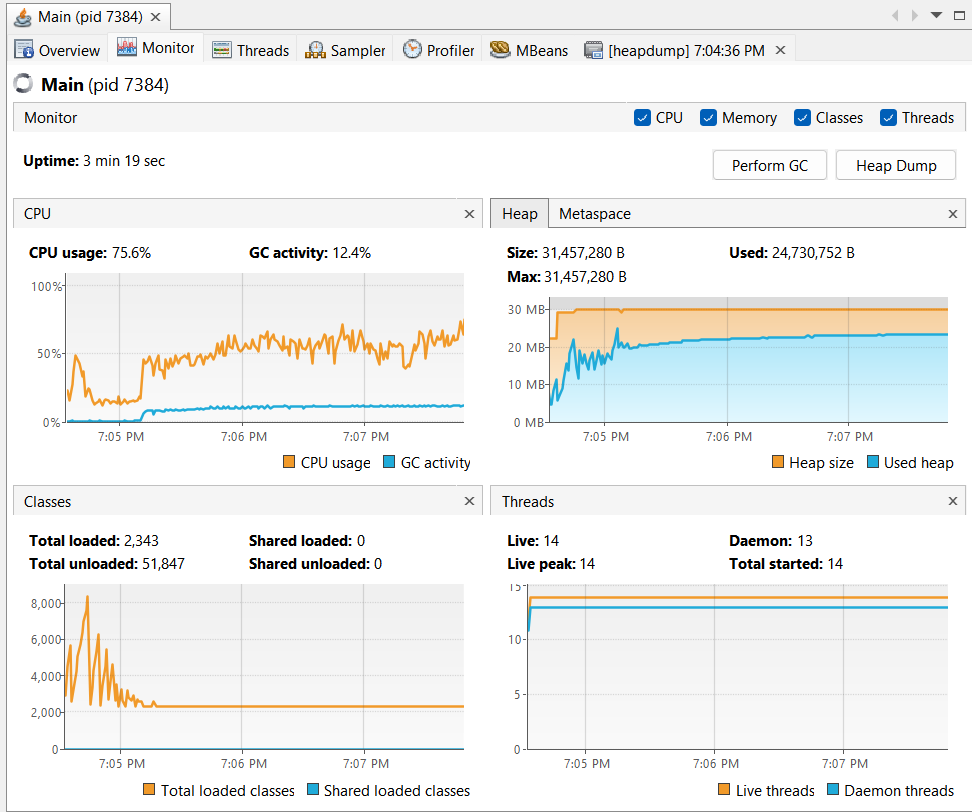 Main (pid 7384)
Overview Monitor Threads Sampler Profiler MBeans [heapdump] 7:04:36 PM
Main (pid 7384)
Monitor CPU Memory Classes Threads
Uptime: 3 min 19 sec
Perform GC Heap Dump
CPU
CPU usage: 75.6% GC activity: 12.4%
100%
50%
0%
7:05 PM 7:06 PM 7:07 PM
CPU usage GC activity
Heap Metaspace
Size: 31,457,280 B Used: 24,730,752 B
Max: 31,457,280 B
30 MB
20 MB
10 MB
0 MB
7:05 PM 7:06 PM 7:07 PM
Heap size Used heap
Classes
Total loaded: 2,343 Shared loaded: 0
Total unloaded: 51,847 Shared unloaded: 0
8,000
6,000
4,000
2,000
0
7:05 PM 7:06 PM 7:07 PM
Total loaded classes Shared loaded classes
Threads
Live: 14 Daemon: 13
Live peak: 14 Total started: 14
15
10
5
0
7:05 PM 7:06 PM 7:07 PM
Live threads Daemon threads